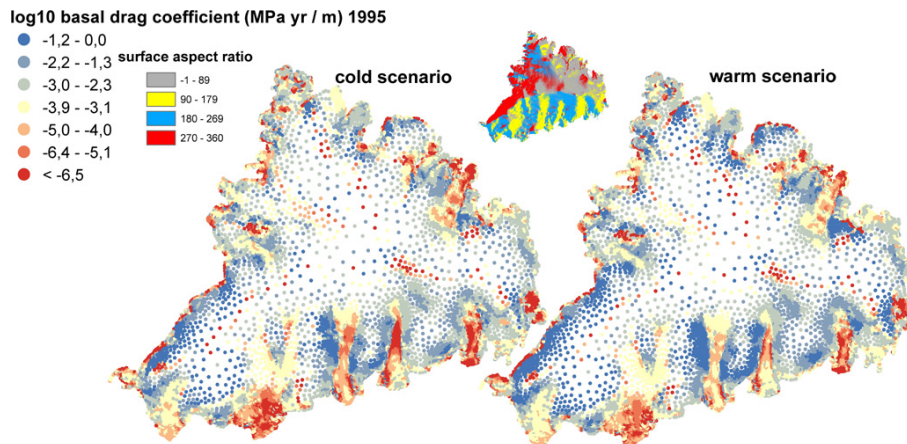 log10 basal drag coefficient (MPa yr / m) 1995
-1,2 - 0,0
-2,2 - -1,3
-3,0 - -2,3
-3,9 - -3,1
-5,0 - -4,0
-6,4 - -5,1
< -6,5
surface aspect ratio
-1 - 89
90 - 179
180 - 269
270 - 360
cold scenario
warm scenario